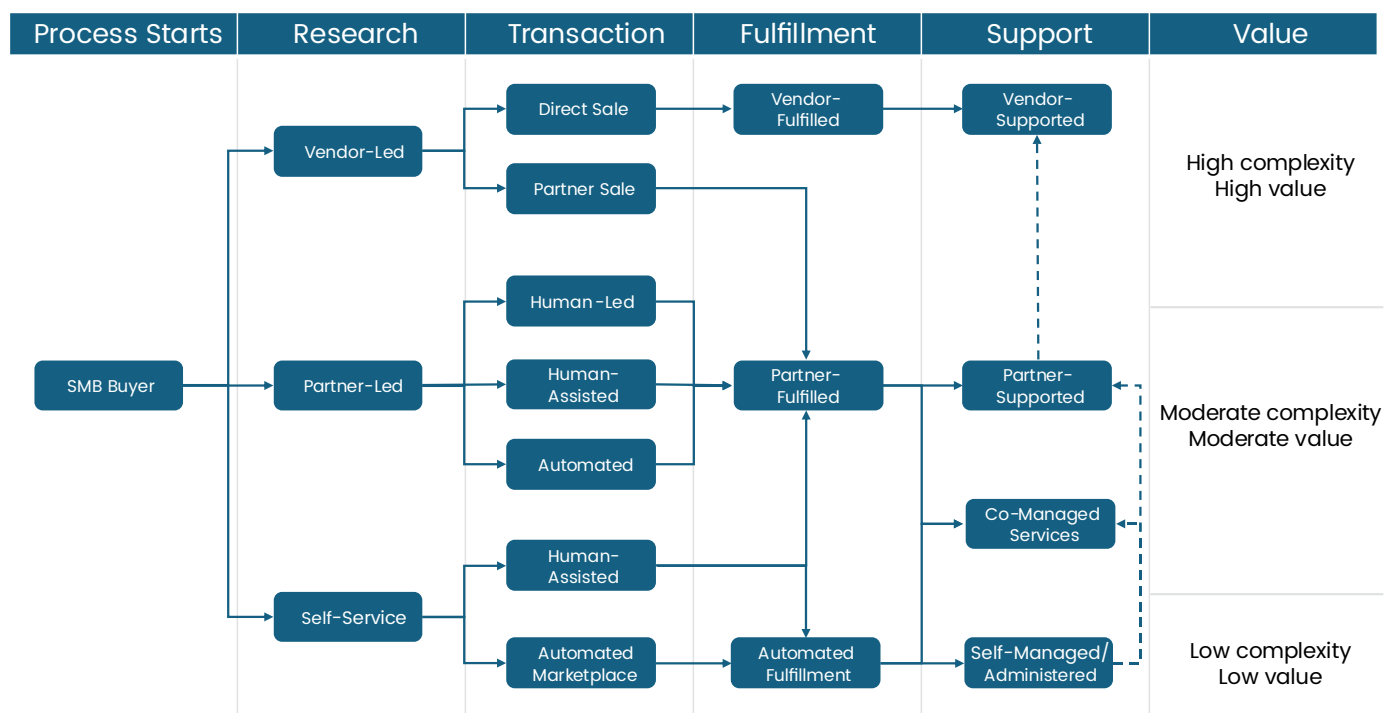 Process Starts
Research
Transaction
Fulfillment
Support
Value
SMB Buyer
Vendor-Led
Partner-Led
Self-Service
Direct Sale
Partner Sale
Human-Led
Human-
Assisted
Automated
Human-
Assisted
Automated
Marketplace
Vendor-
Fulfilled
Partner-
Fulfilled
Automated
Fulfillment
Vendor-
Supported
Partner-
Supported
Co-Managed
Services
Self-Managed/
Administered
High complexity
High value
Moderate complexity
Moderate value
Low complexity
Low value